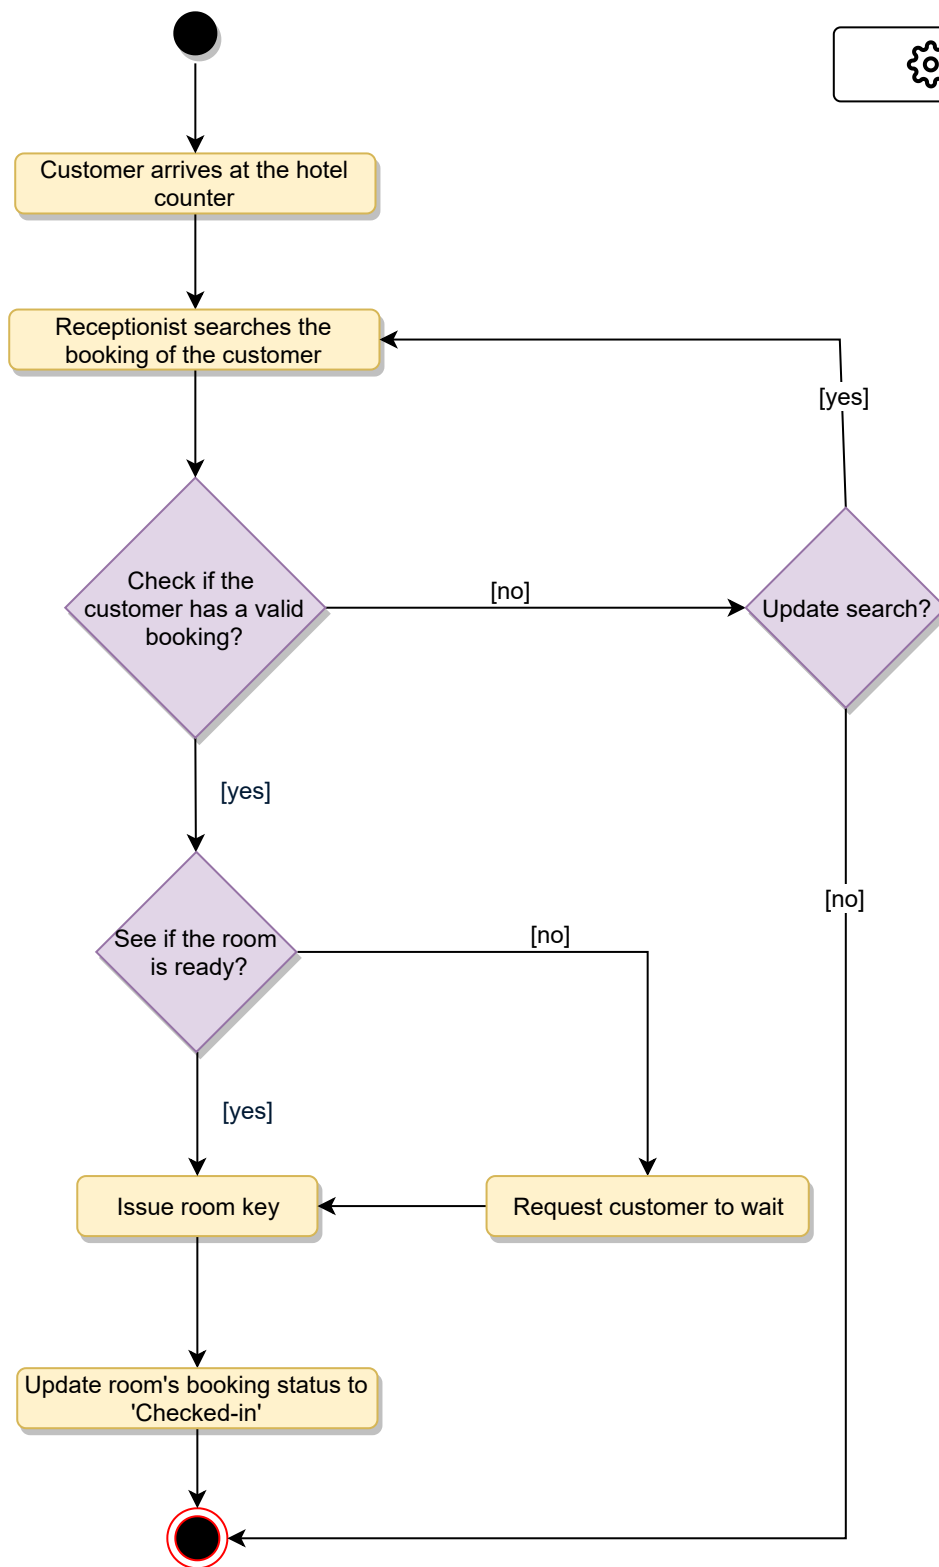 Customer arrives at the hotel
counter
Receptionist searches the
booking of the customer
[yes]
Check if the
customer has a valid
booking?
[no]
Update search?
[yes]
[no]
See if the room
is ready?
[no]
[yes]
Issue room key
Request customer to wait
Update room's booking status to
'Checked-in'